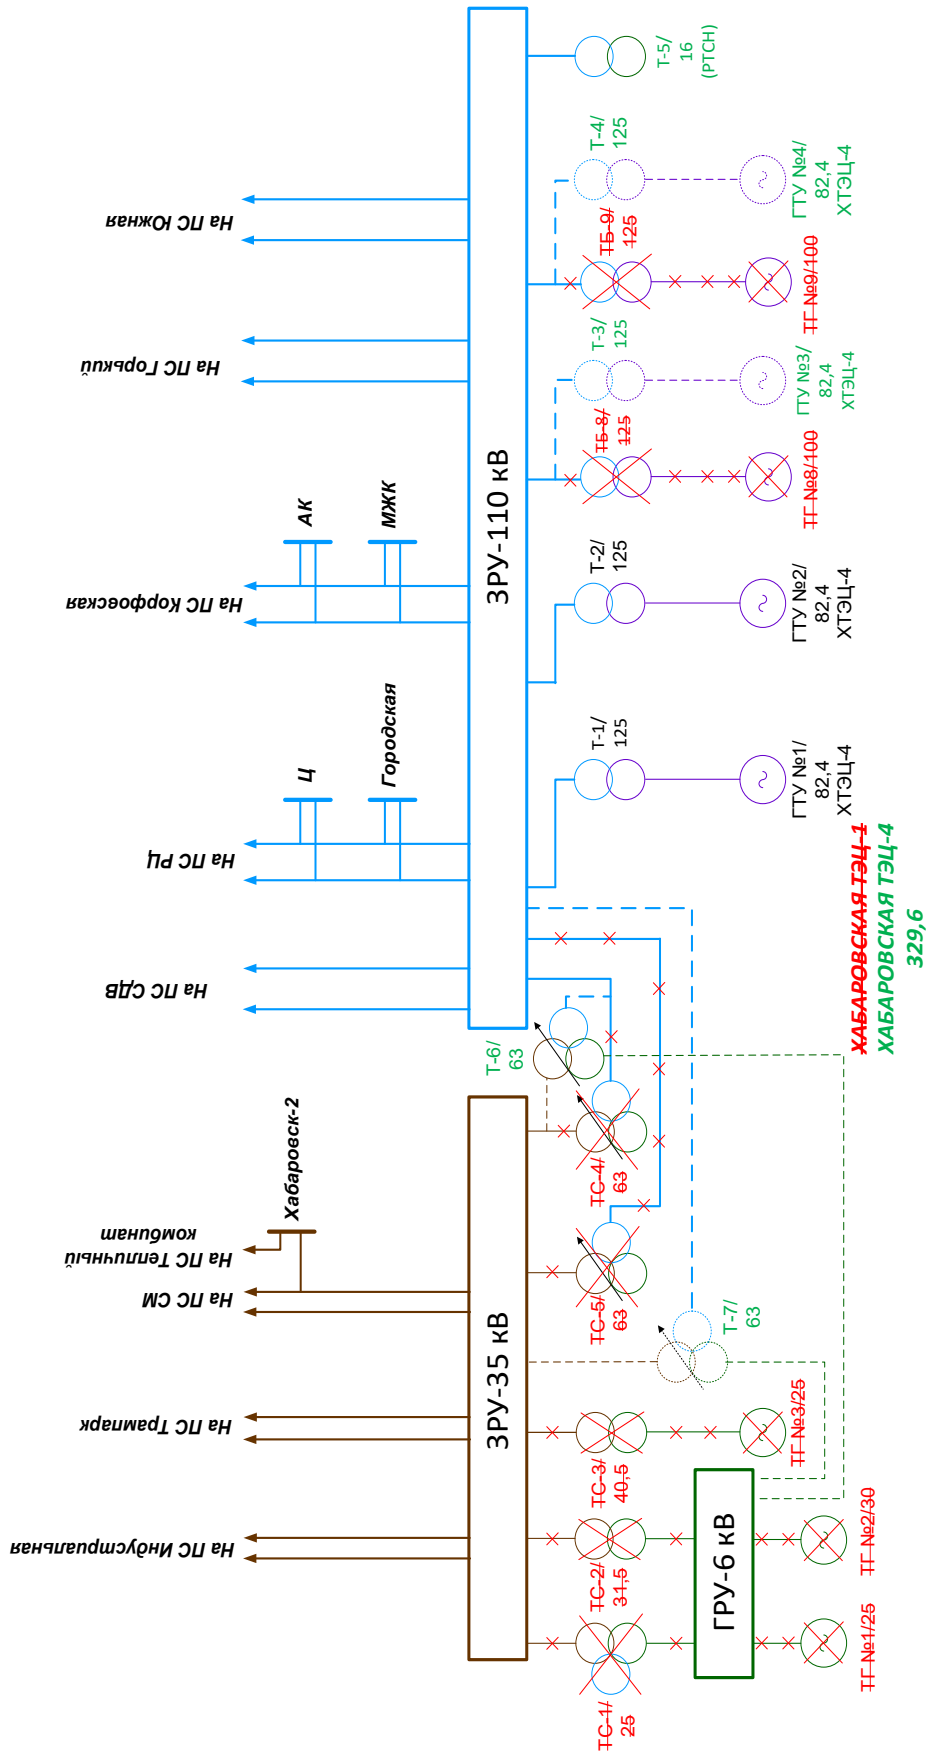 На ПС Индустриальная
На ПС Трампарк
На ПС СМ
На ПС Тепличный
комбинат
Хабаровск-2
На ПС СДВ
На ПС РЦ
Ц
Городская
На ПС Корфовская
АК
МЖК
На ПС Горький
На ПС Южная
ЗРУ-35 кВ
ЗРУ-110 кВ
ТС-1/
25
ТС-2/
31,5
ТС-3/
40,5
Т-7/
63
ТС-5/
63
ТС-4/
63
Т-6/
63
Т-1/
125
Т-2/
125
ТБ-8/
125
Т-3/
125
ТБ-9/
125
Т-4/
125
Т-5/
16
(РТСН)
ГРУ-6 кВ
ТГ №1/25
ТГ №2/30
ТГ №3/25
ГТУ №1/
82,4
ХТЭЦ-4
ГТУ №2/
82,4
ХТЭЦ-4
ТГ №8/100
ГТУ №3/
82,4
ХТЭЦ-4
ТГ №9/100
ГТУ №4/
82,4
ХТЭЦ-4
ХАБАРОВСКАЯ ТЭЦ-1
ХАБАРОВСКАЯ ТЭЦ-4
329,6